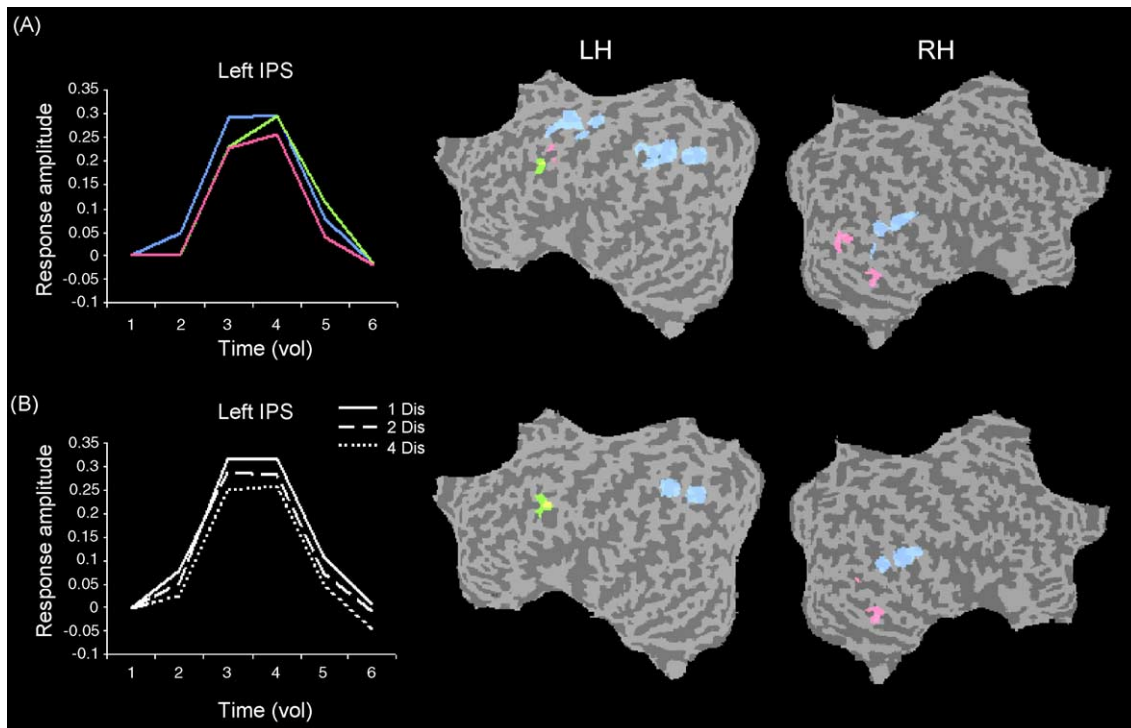 (A)
Left IPS
LH
RH
Response amplitude
0.35
0.3
0.25
0.2
0.15
0.1
0.05
0
-0.05
-0.1
1 2 3 4 5 6
Time (vol)
(B)
Left IPS
1 Dis
2 Dis
4 Dis
Response amplitude
0.35
0.3
0.25
0.2
0.15
0.1
0.05
0
-0.05
-0.1
1 2 3 4 5 6
Time (vol)